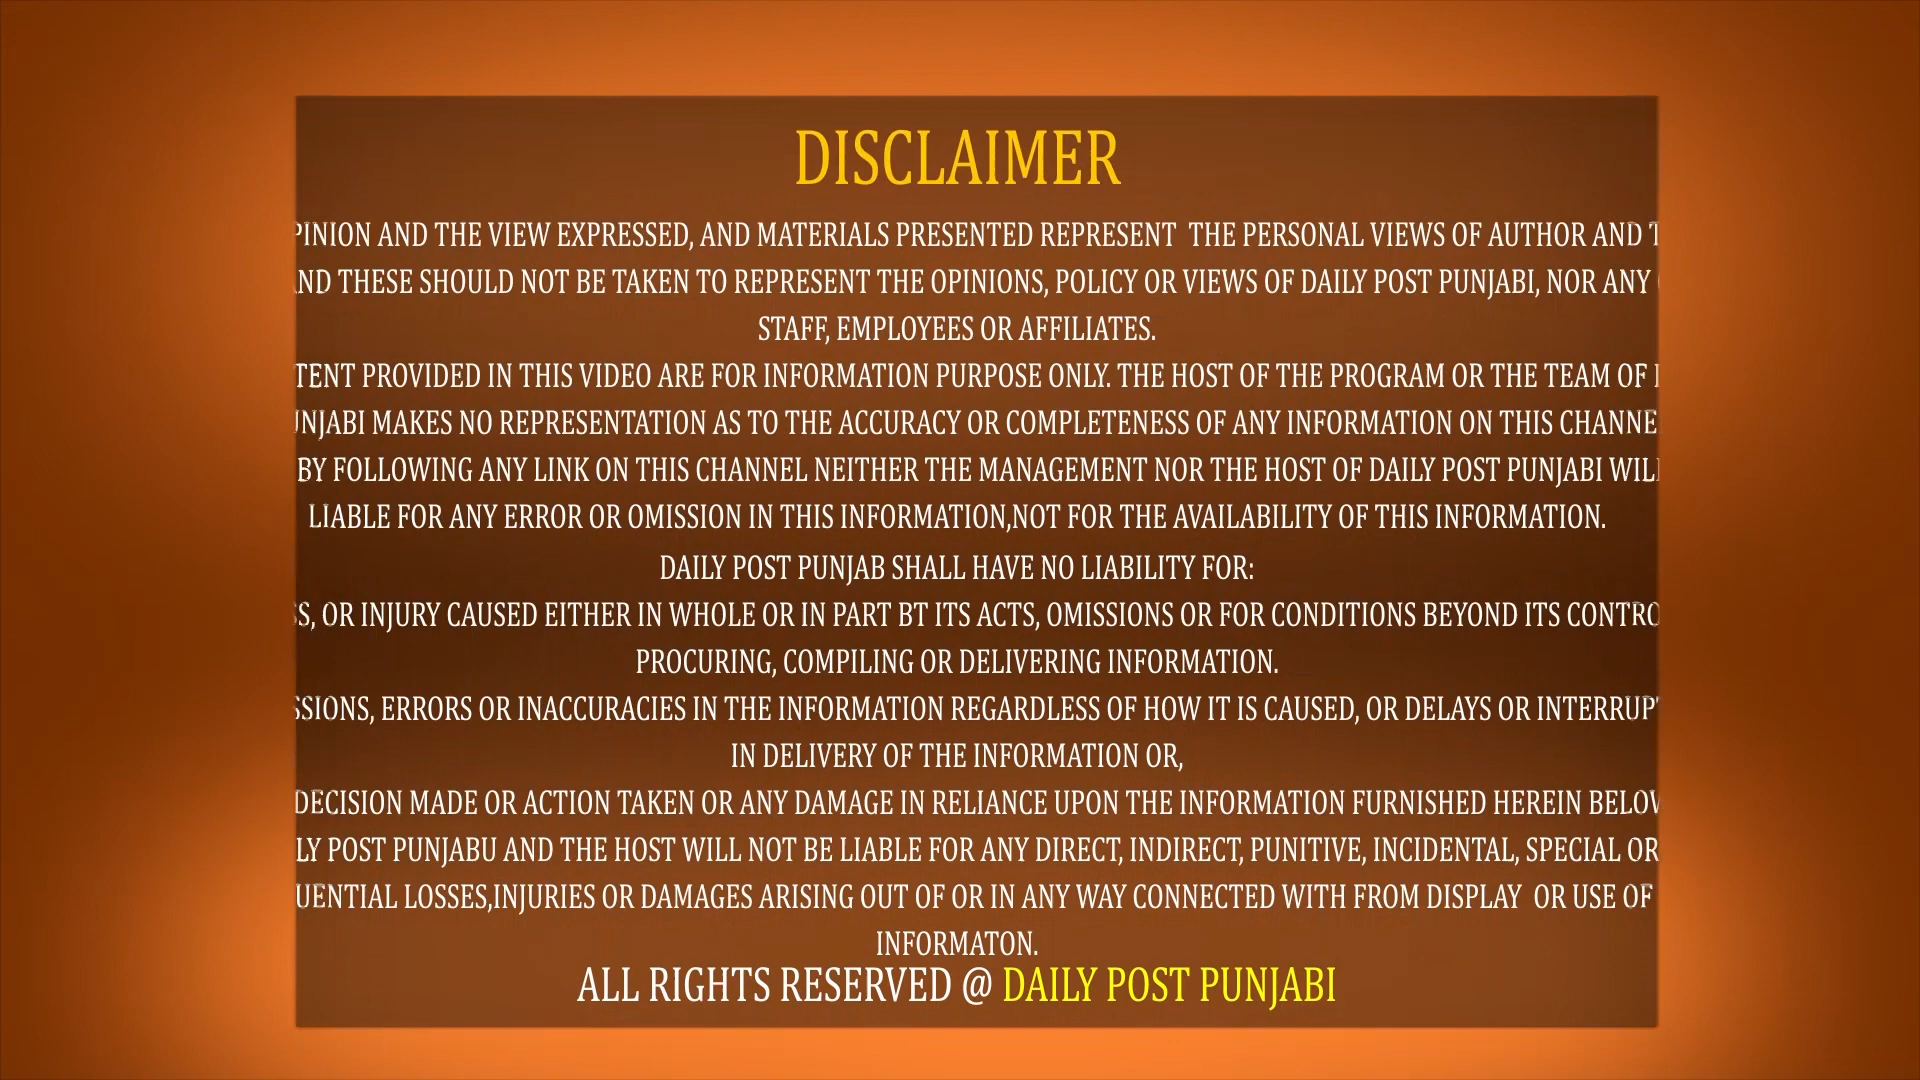 DISCLAIMER
PINION AND THE VIEW EXPRESSED, AND MATERIALS PRESENTED REPRESENT THE PERSONAL VIEWS OF AUTHOR AND
AND THESE SHOULD NOT BE TAKEN TO REPRESENT THE OPINIONS, POLICY OR VIEWS OF DAILY POST PUNJABI, NOR ANY
STAFF, EMPLOYEES OR AFFILIATES.
TENT PROVIDED IN THIS VIDEO ARE FOR INFORMATION PURPOSE ONLY. THE HOST OF THE PROGRAM OR THE TEAM OF
UNJABI MAKES NO REPRESENTATION AS TO THE ACCURACY OR COMPLETENESS OF ANY INFORMATION ON THIS CHANNE
BY FOLLOWING ANY LINK ON THIS CHANNEL NEITHER THE MANAGEMENT NOR THE HOST OF DAILY POST PUNJABI WILL
LIABLE FOR ANY ERROR OR OMISSION IN THIS INFORMATION,NOT FOR THE AVAILABILITY OF THIS INFORMATION.
DAILY POST PUNJAB SHALL HAVE NO LIABILITY FOR:
SS, OR INJURY CAUSED EITHER IN WHOLE OR IN PART BT ITS ACTS, OMISSIONS OR FOR CONDITIONS BEYOND ITS CONTRO
PROCURING, COMPILING OR DELIVERING INFORMATION.
SSIONS, ERRORS OR INACCURACIES IN THE INFORMATION REGARDLESS OF HOW IT IS CAUSED, OR DELAYS OR INTERRUPT
IN DELIVERY OF THE INFORMATION OR,
DECISION MADE OR ACTION TAKEN OR ANY DAMAGE IN RELIANCE UPON THE INFORMATION FURNISHED HEREIN BELOW
LY POST PUNJABU AND THE HOST WILL NOT BE LIABLE FOR ANY DIRECT, INDIRECT, PUNITIVE, INCIDENTAL, SPECIAL OR
UENTIAL LOSSES,INJURIES OR DAMAGES ARISING OUT OF OR IN ANY WAY CONNECTED WITH FROM DISPLAY OR USE OF
INFORMATON.
ALL RIGHTS RESERVED @ DAILY POST PUNJABI